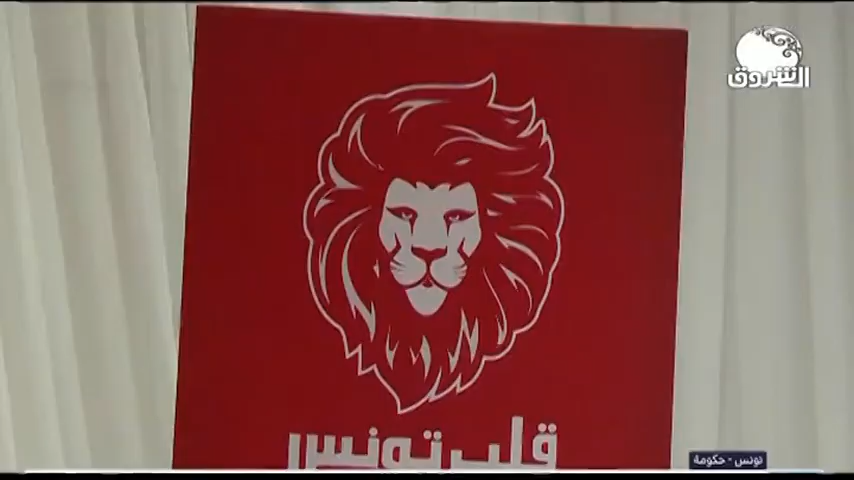 الشروق
قلب تونس
تونس - حكومة